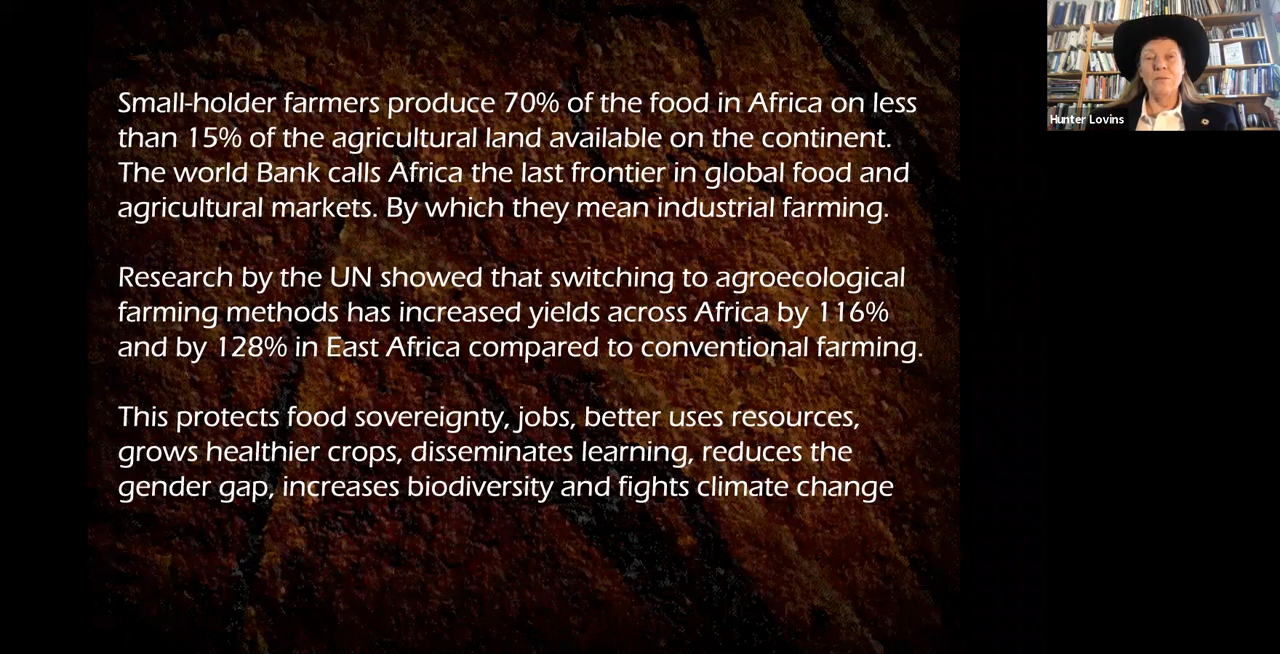 Small-holder farmers produce 70% of the food in Africa on less
than 15% of the agricultural land available on the continent.
The world Bank calls Africa the last frontier in global food and
agricultural markets. By which they mean industrial farming.
Research by the UN showed that switching to agroecological
farming methods has increased yields across Africa by 116%
and by 128% in East Africa compared to conventional farming.
This protects food sovereignty, jobs, better uses resources,
grows healthier crops, disseminates learning, reduces the
gender gap, increases biodiversity and fights climate change
Hunter Lovins